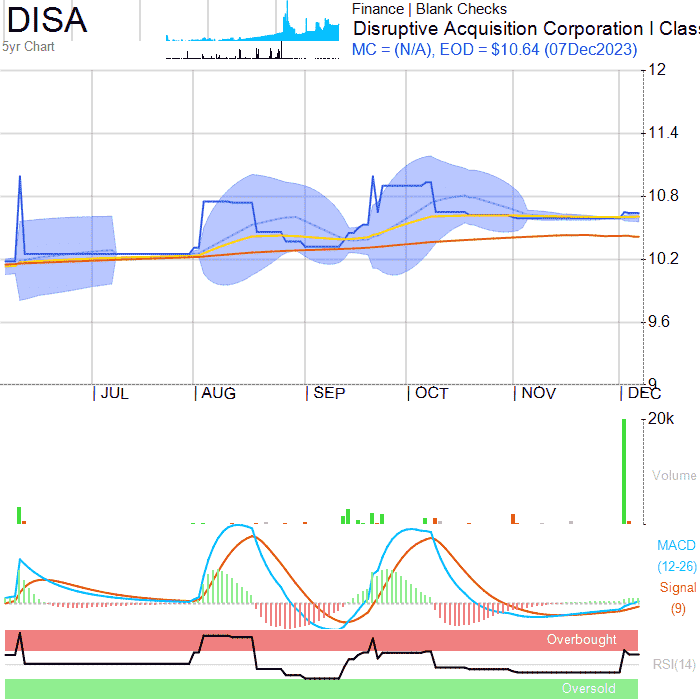 DISA
5yr Chart
Finance | Blank Checks
Disruptive Acquisition Corporation I Class
MC = (N/A), EOD = $10.64 (07Dec2023)
12
11.4
10.8
10.2
9.6
9
JUL AUG SEP OCT NOV DEC
20k
Volume
MACD
(12-26)
Signal
(9)
Overbought
RSI(14)
Oversold